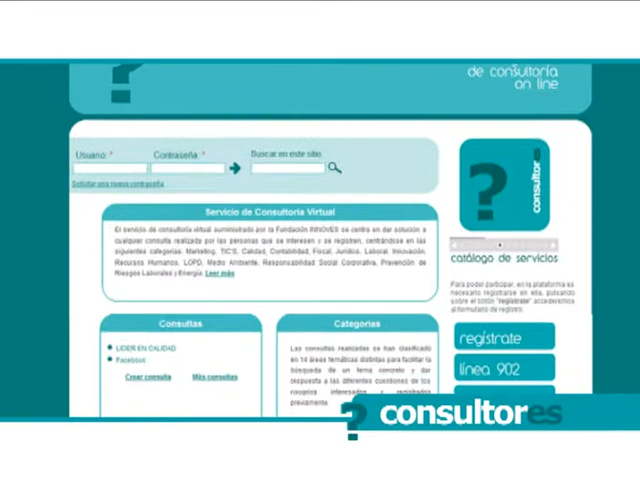 de consultoría
on line
Usuario: *
Contraseña: *
Buscar en este sitio:
Solicitar una nueva contraseña
Servicio de Consultoría Virtual
El servicio de consultoría virtual suministrado por la Fundación INNOVES se centra en dar solución a
cualquier consulta realizada por las personas que se interesen y se registren, centrándose en las
siguientes categorías: Marketing, TIC'S, Calidad, Contabilidad, Fiscal, Jurídico, Laboral, Innovación,
Recursos Humanos, LOPD, Medio Ambiente, Responsabilidad Social Corporativa, Prevención de
Riesgos Laborales y Energía. Leer más
Consultas
LIDER EN CALIDAD
Facebook
Crear consulta
Más consultas
Categorías
Las consultas realizadas se han clasificado
en 14 áreas temáticas distintas para facilitar la
búsqueda de un tema concreto y dar
respuesta a las diferentes cuestiones de los
usuarios interesados y registrados
previamente.
? consultores
catálogo de servicios
Para poder participar, en la plataforma es
necesario registrarse en ella, pulsando
sobre el botón "regístrate" accederemos
al formulario de registro.
regístrate
línea 902
? consultores